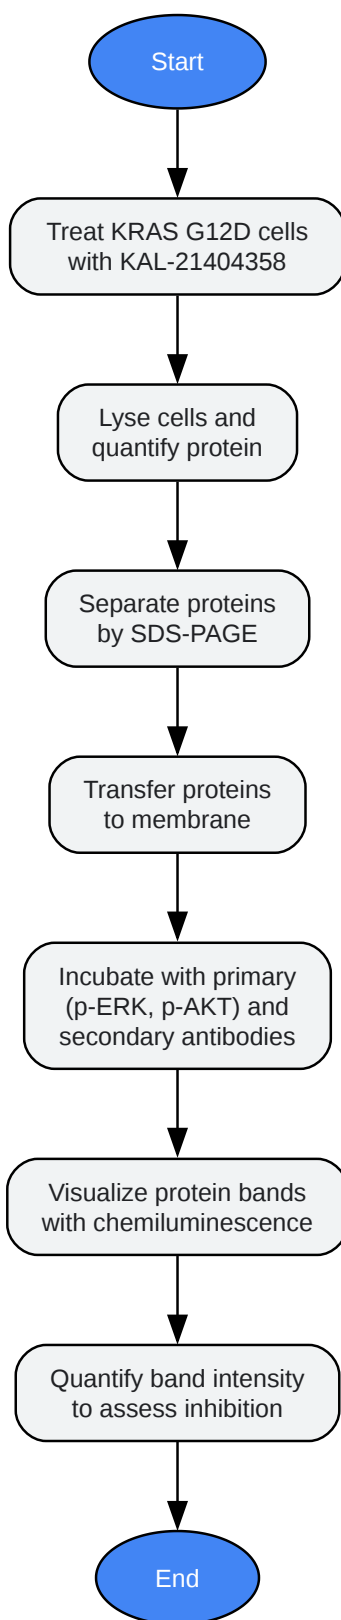 Start
Treat KRAS G12D cells
with KAL-21404358
Lyse cells and
quantify protein
Separate proteins
by SDS-PAGE
Transfer proteins
to membrane
Incubate with primary
(p-ERK, p-AKT) and
secondary antibodies
Visualize protein bands
with chemiluminescence
Quantify band intensity
to assess inhibition
End